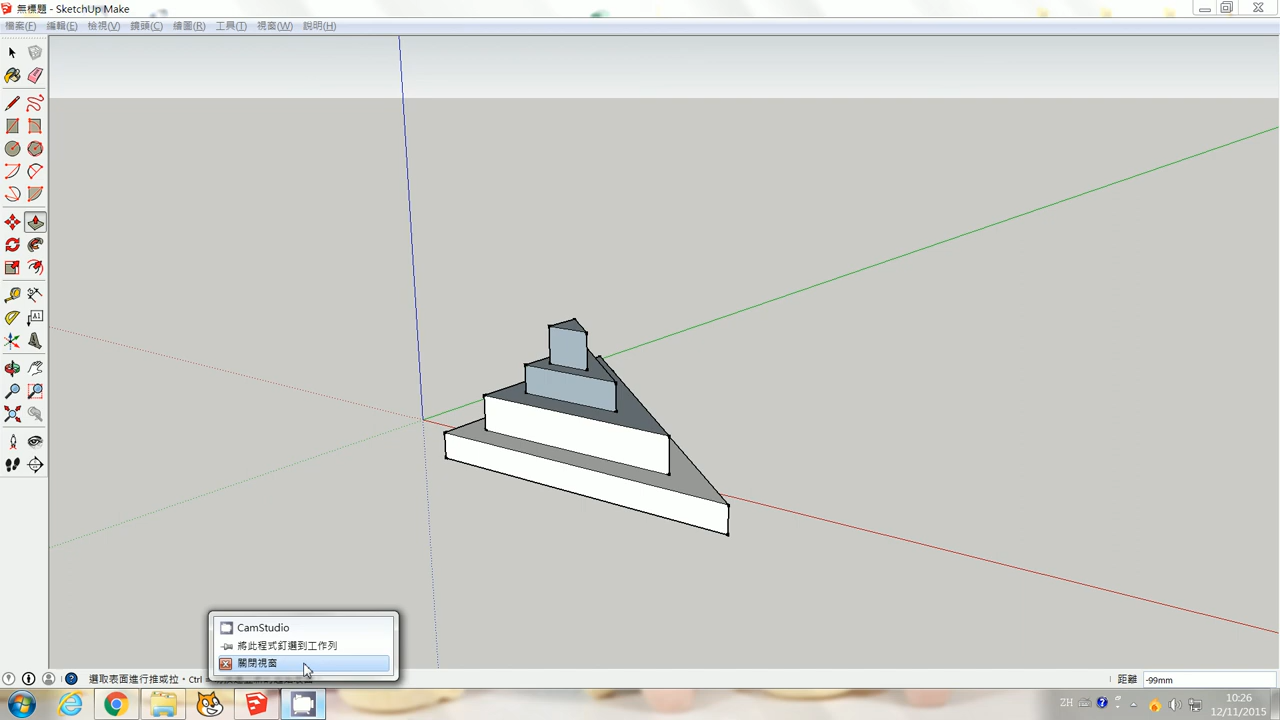 無標題 - SketchUp Make
檔案(F) 編輯(E) 檢視(V) 鏡頭(C) 繪圖(R) 工具(T) 視窗(W) 說明(H)
A1
CamStudio
將此程式釘選到工作列
關閉視窗
選取表面進行推或拉。Ctrl
距離 -99mm
ZH
10:26
12/11/2015